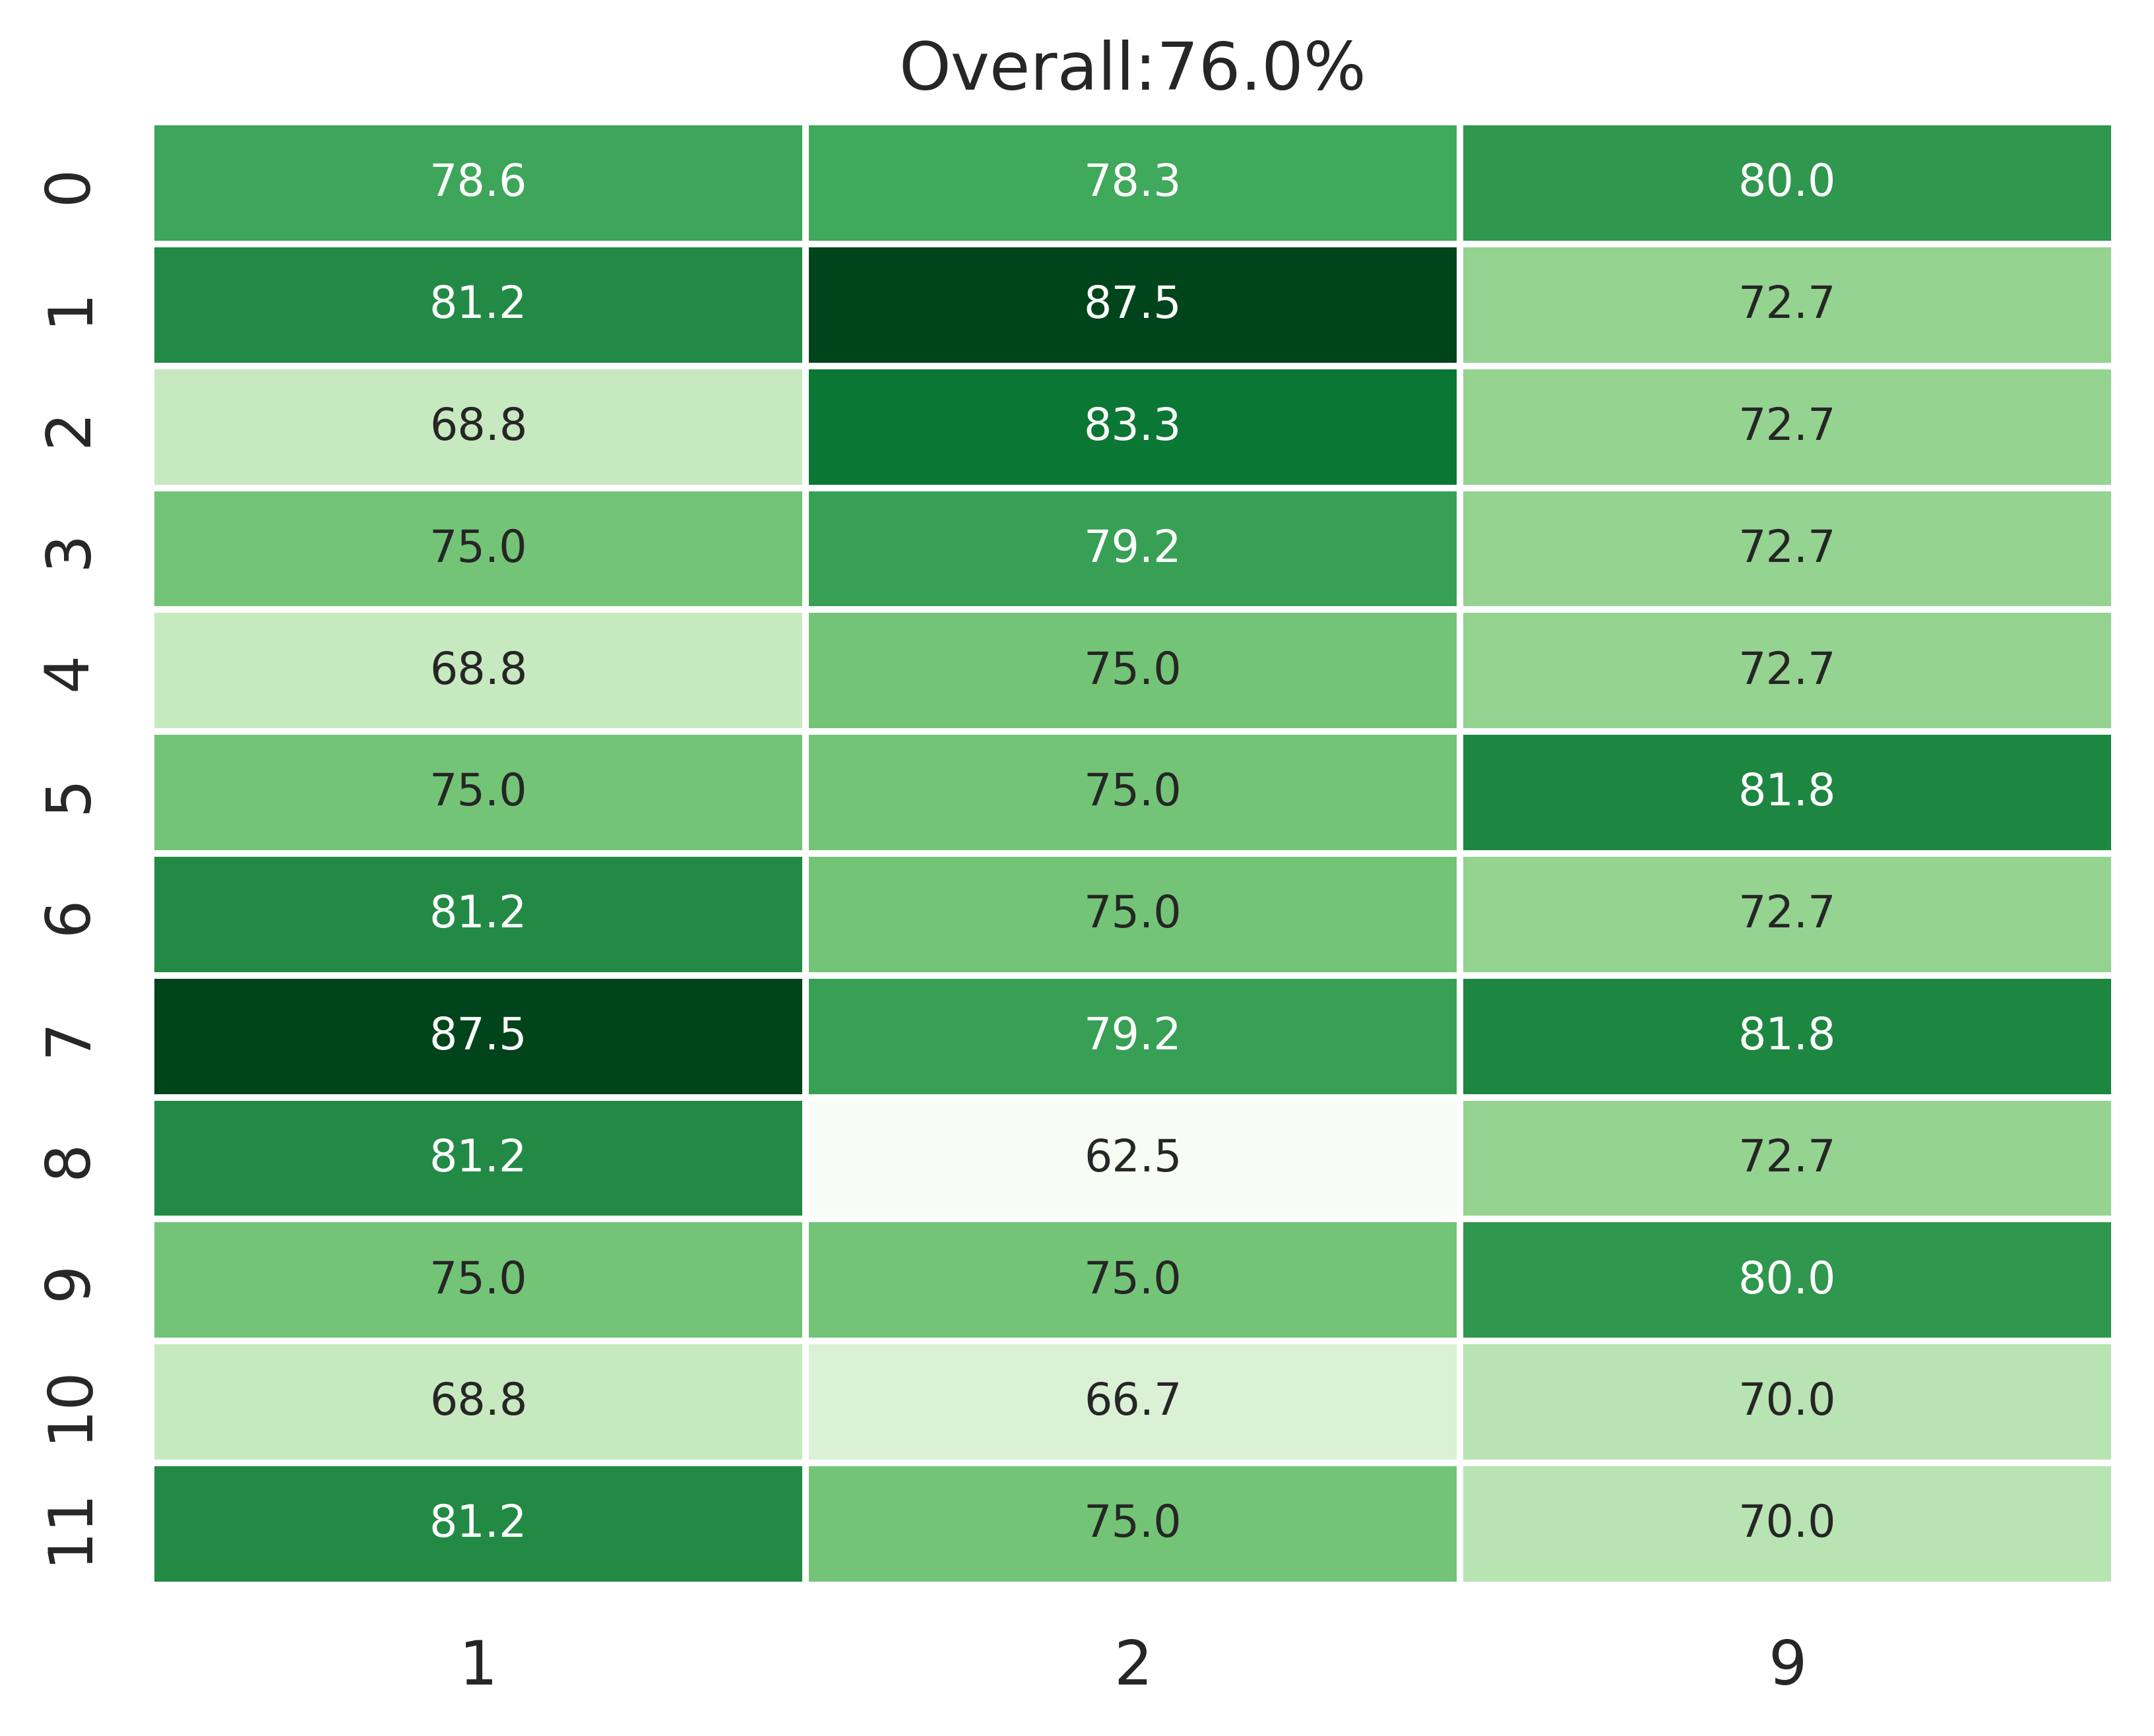 Overall:76.0%
0 78.6 78.3 80.0
1 81.2 87.5 72.7
2 68.8 83.3 72.7
3 75.0 79.2 72.7
4 68.8 75.0 72.7
5 75.0 75.0 81.8
6 81.2 75.0 72.7
7 87.5 79.2 81.8
8 81.2 62.5 72.7
9 75.0 75.0 80.0
10 68.8 66.7 70.0
11 81.2 75.0 70.0
1 2 9